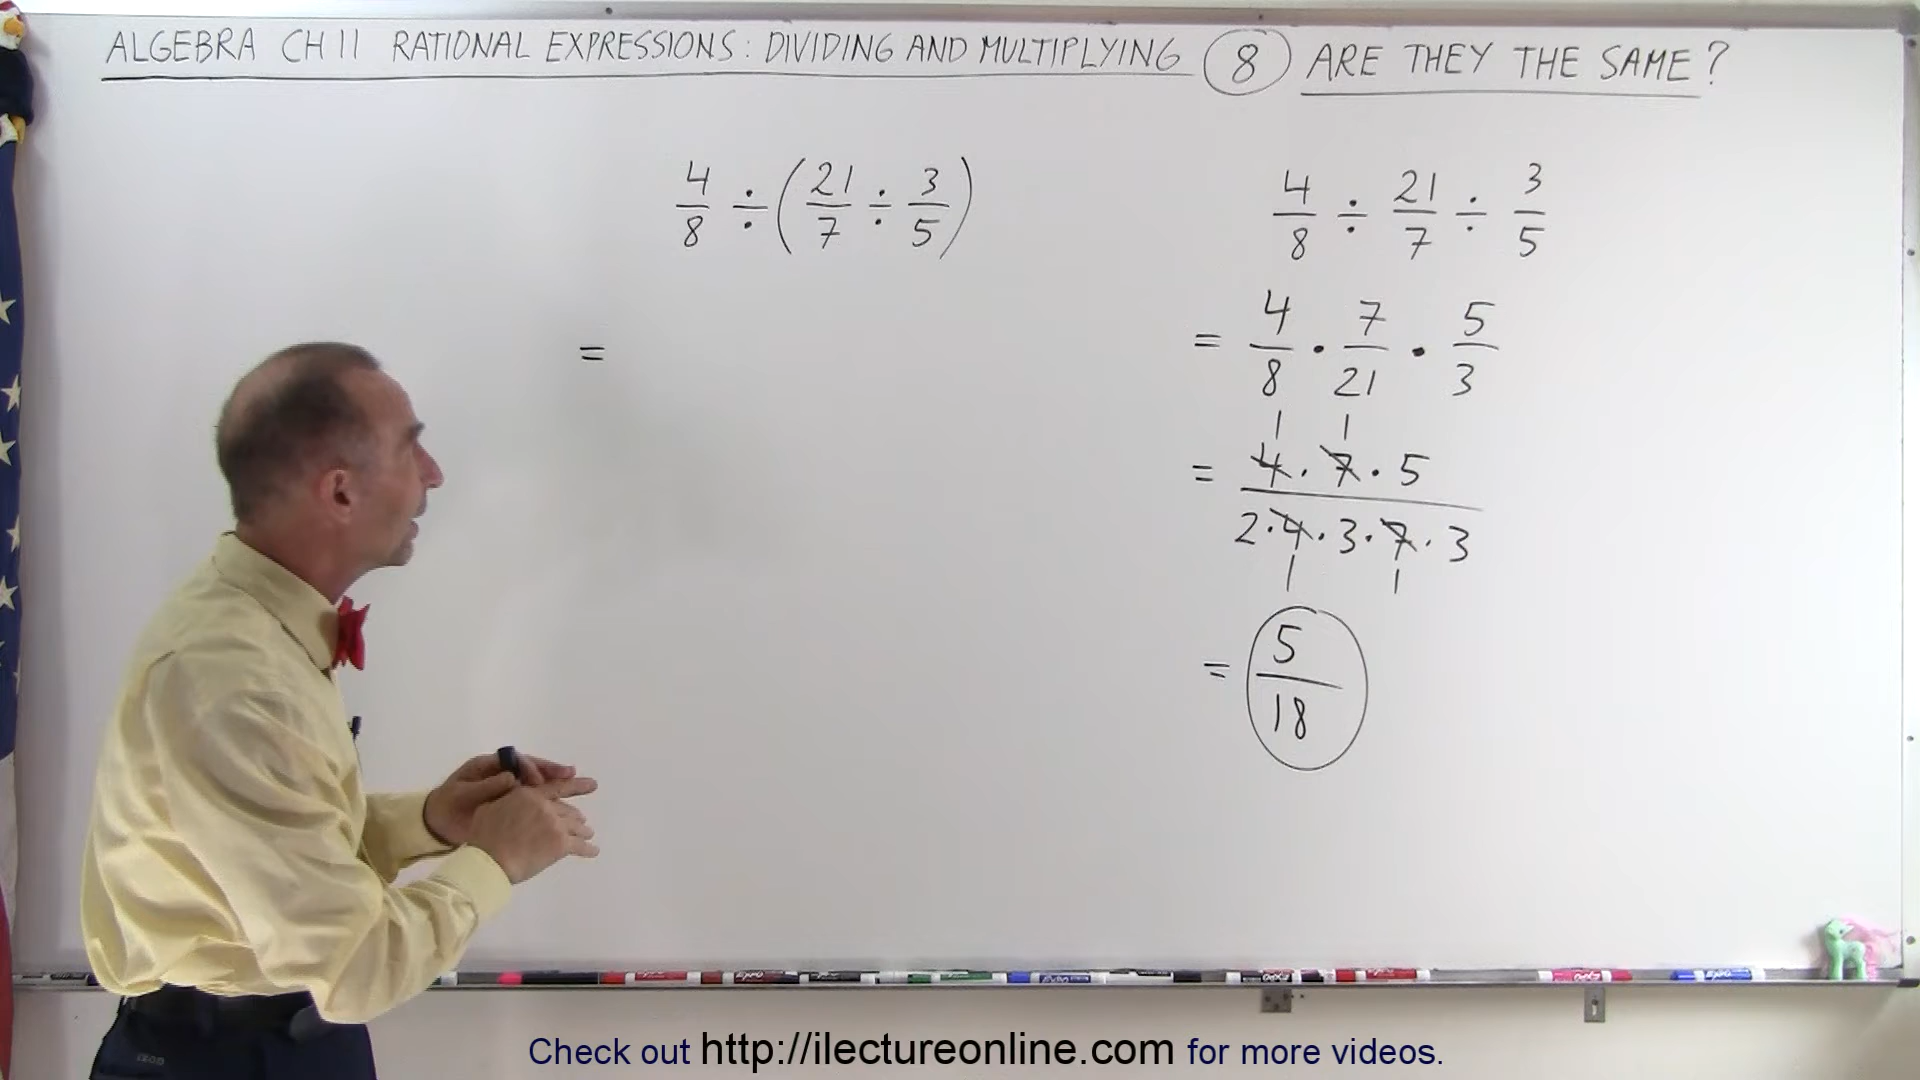 ALGEBRA CH 11 RATIONAL EXPRESSIONS: DIVIDING AND MULTIPLYING 8 ARE THEY THE SAME?
4/8 ÷ (21/7 ÷ 3/5)
=
4/8 ÷ 21/7 ÷ 3/5
= 4/8 · 7/21 · 5/3
1 1
= 4 · 7 · 5
2 · 4 · 3 · 7 · 3
1 1
= 5/18
IZOD
EXPO
Check out http://ilectureonline.com for more videos.